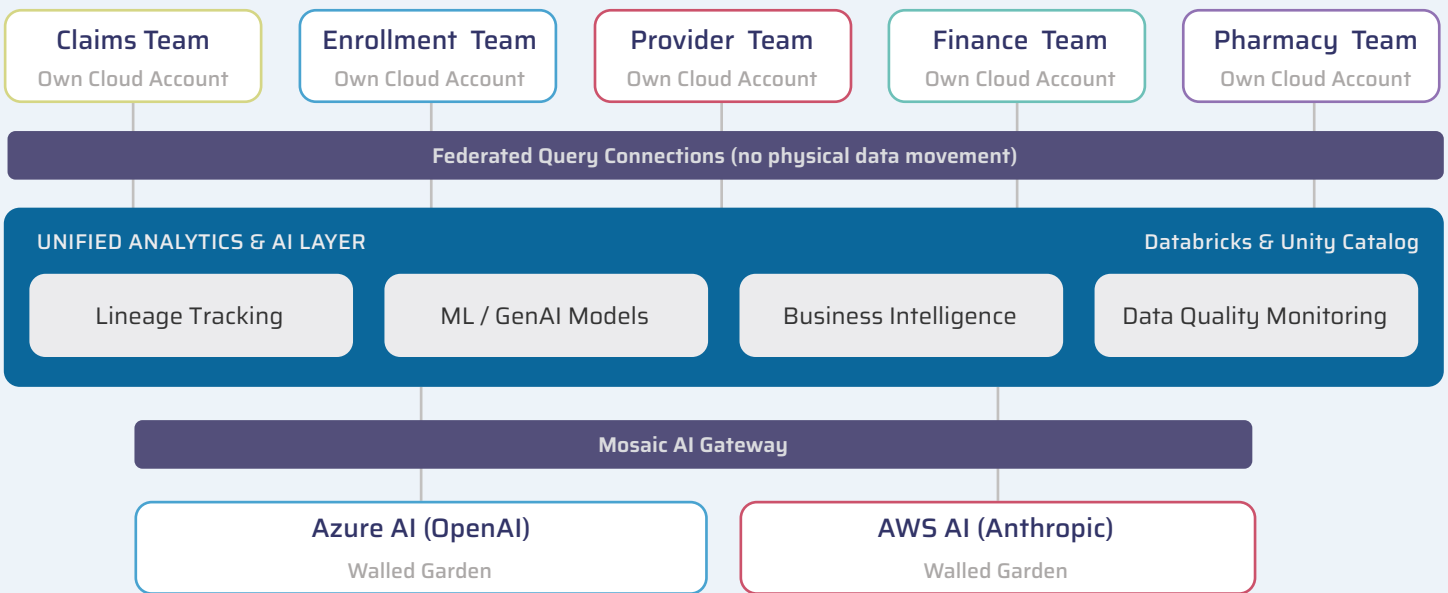 Claims Team
Own Cloud Account
Enrollment Team
Own Cloud Account
Provider Team
Own Cloud Account
Finance Team
Own Cloud Account
Pharmacy Team
Own Cloud Account
Federated Query Connections (no physical data movement)
UNIFIED ANALYTICS & AI LAYER
Databricks & Unity Catalog
Lineage Tracking
ML / GenAI Models
Business Intelligence
Data Quality Monitoring
Mosaic AI Gateway
Azure AI (OpenAI)
Walled Garden
AWS AI (Anthropic)
Walled Garden